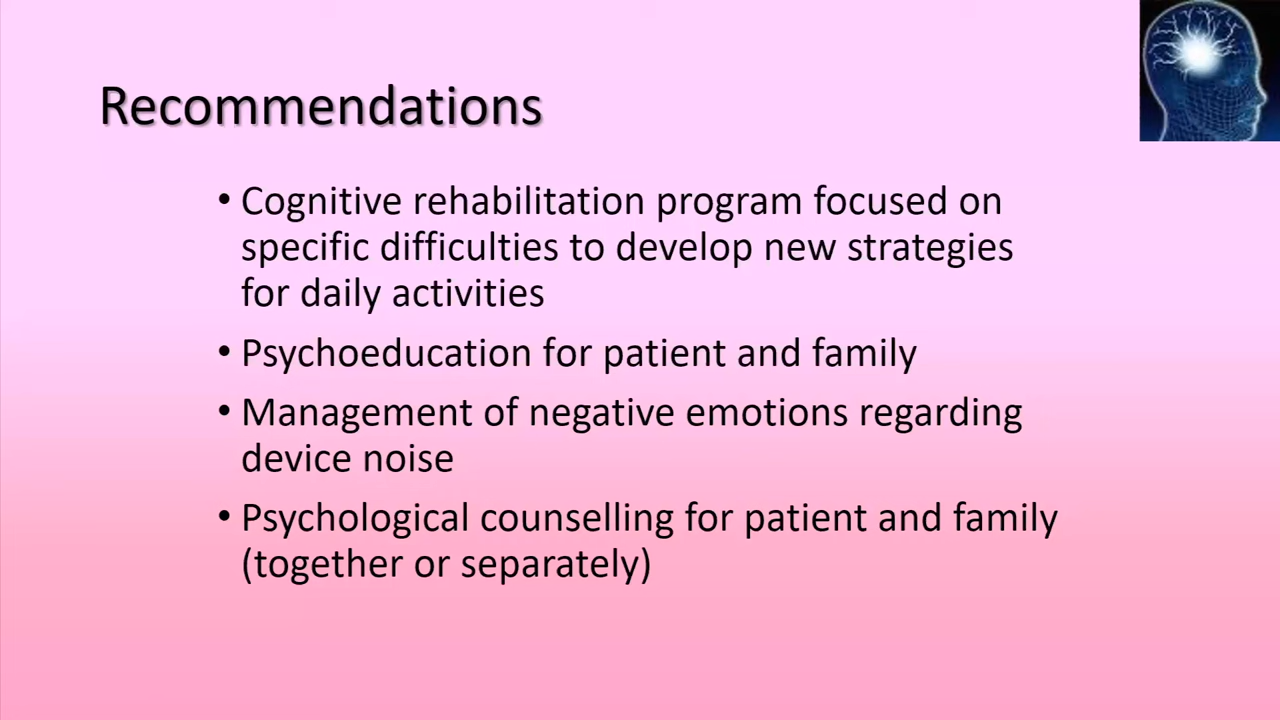 Recommendations
• Cognitive rehabilitation program focused on
specific difficulties to develop new strategies
for daily activities
• Psychoeducation for patient and family
• Management of negative emotions regarding
device noise
• Psychological counselling for patient and family
(together or separately)